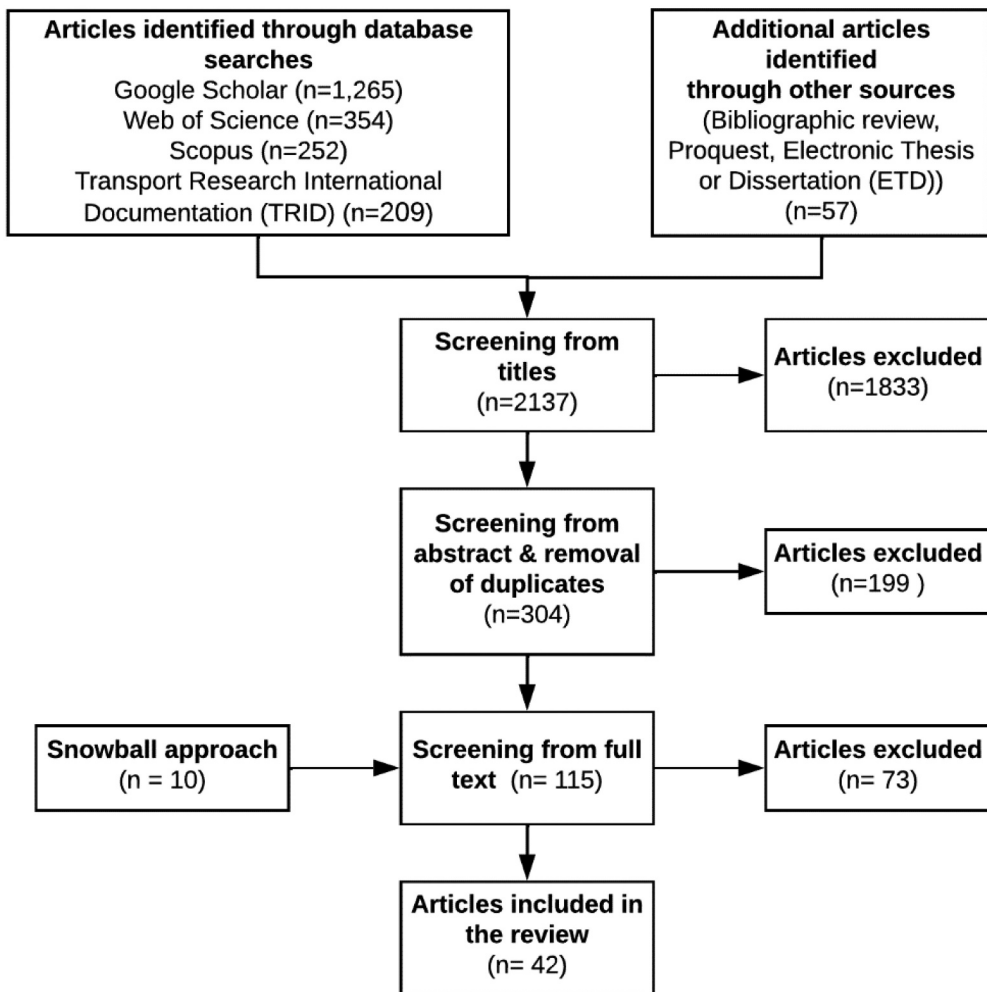 Articles identified through database
searches
Google Scholar (n=1,265)
Web of Science (n=354)
Scopus (n=252)
Transport Research International
Documentation (TRID) (n=209)
Additional articles
identified
through other sources
(Bibliographic review,
Proquest, Electronic Thesis
or Dissertation (ETD))
(n=57)
Screening from
titles
(n=2137)
Articles excluded
(n=1833)
Screening from
abstract & removal
of duplicates
(n=304)
Articles excluded
(n=199 )
Snowball approach
(n = 10)
Screening from full
text (n= 115)
Articles excluded
(n= 73)
Articles included in
the review
(n= 42)